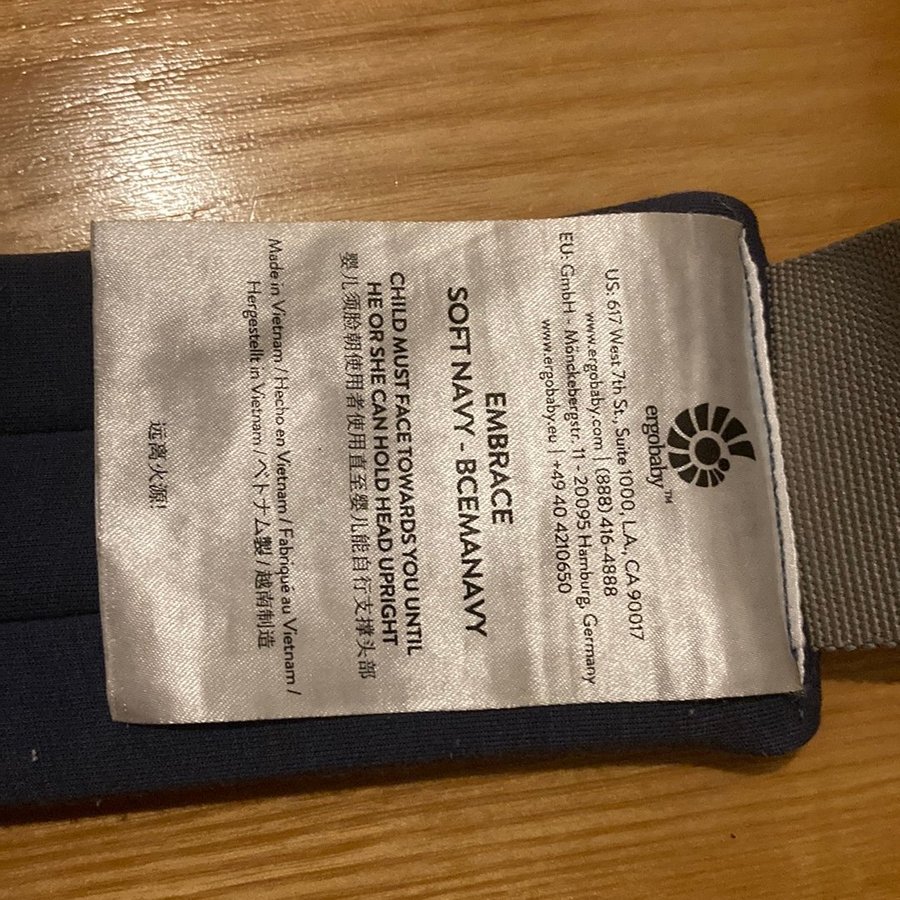 ergobaby™
US: 617 West 7th St., Suite 1000, L.A., CA 90017
www.ergobaby.com | (888) 416-4888
EU: GmbH - Mönckebergstr. 11 - 20095 Hamburg, Germany
www.ergobaby.eu | +49 40 4210650
EMBRACE
SOFT NAVY - BCEMANAVY
CHILD MUST FACE TOWARDS YOU UNTIL
HE OR SHE CAN HOLD HEAD UPRIGHT
婴儿须脸朝使用者使用直至婴儿能自行支撑头部
Made in Vietnam / Hecho en Vietnam / Fabriqué au Vietnam /
Hergestellt in Vietnam / ベトナム製 / 越南制造
远离火源!